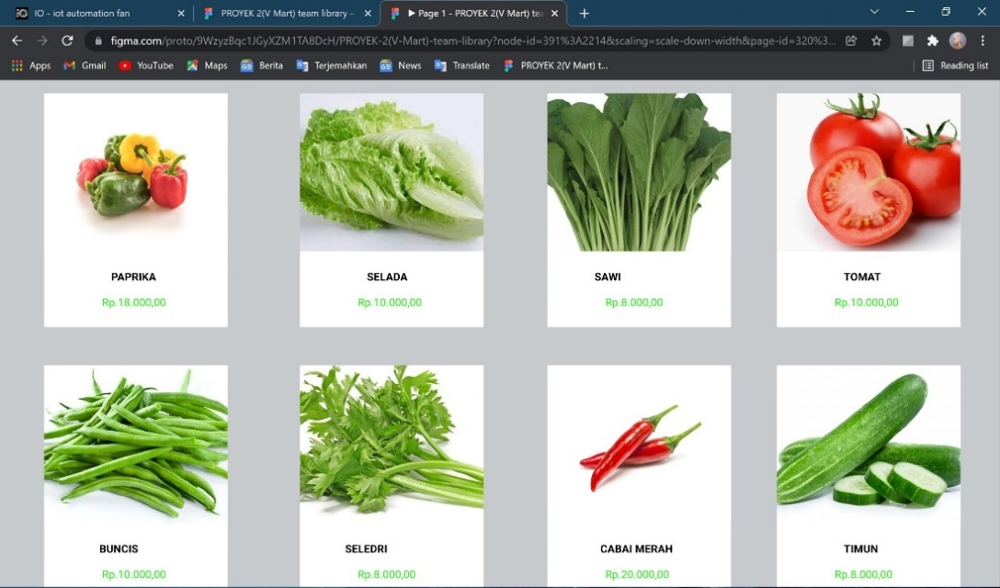 IO - iot automation fan
PROYEK 2(V Mart) team library -
▶ Page 1 - PROYEK 2(V Mart) tea
figma.com/proto/9WzyzBqc1JGyXZM1TA8DcH/PROYEK-2(V-Mart)-team-library?node-id=391%3A2214&scaling=scale-down-width&page-id=320%3...
Apps Gmail YouTube Maps Berita Terjemahkan News Translate PROYEK 2(V Mart) t... Reading list
PAPRIKA SELADA SAWI TOMAT
Rp.18.000,00 Rp.10.000,00 Rp.8.000,00 Rp.10.000,00
BUNCIS SELEDRI CABAI MERAH TIMUN
Rp.10.000,00 Rp.8.000,00 Rp.20.000,00 Rp.8.000,00